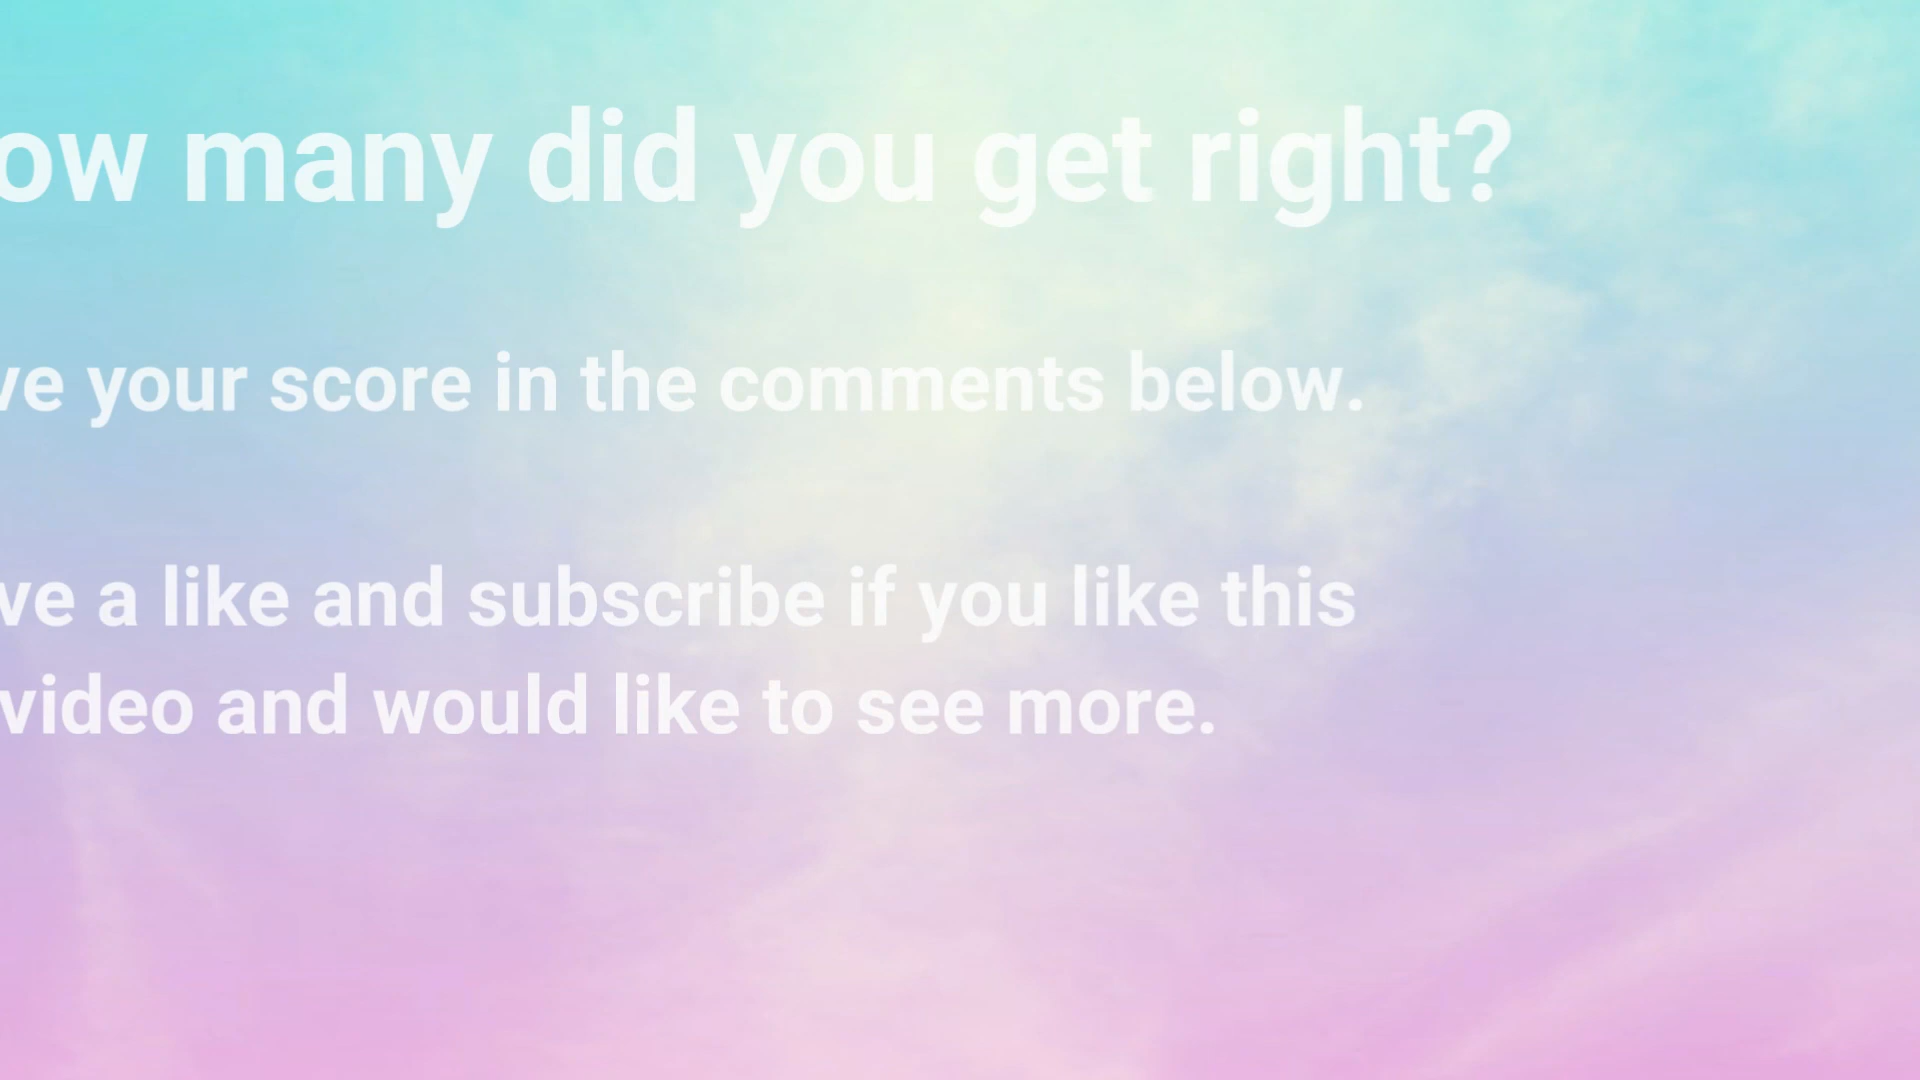 ow many did you get right?
ve your score in the comments below.
ve a like and subscribe if you like this
video and would like to see more.